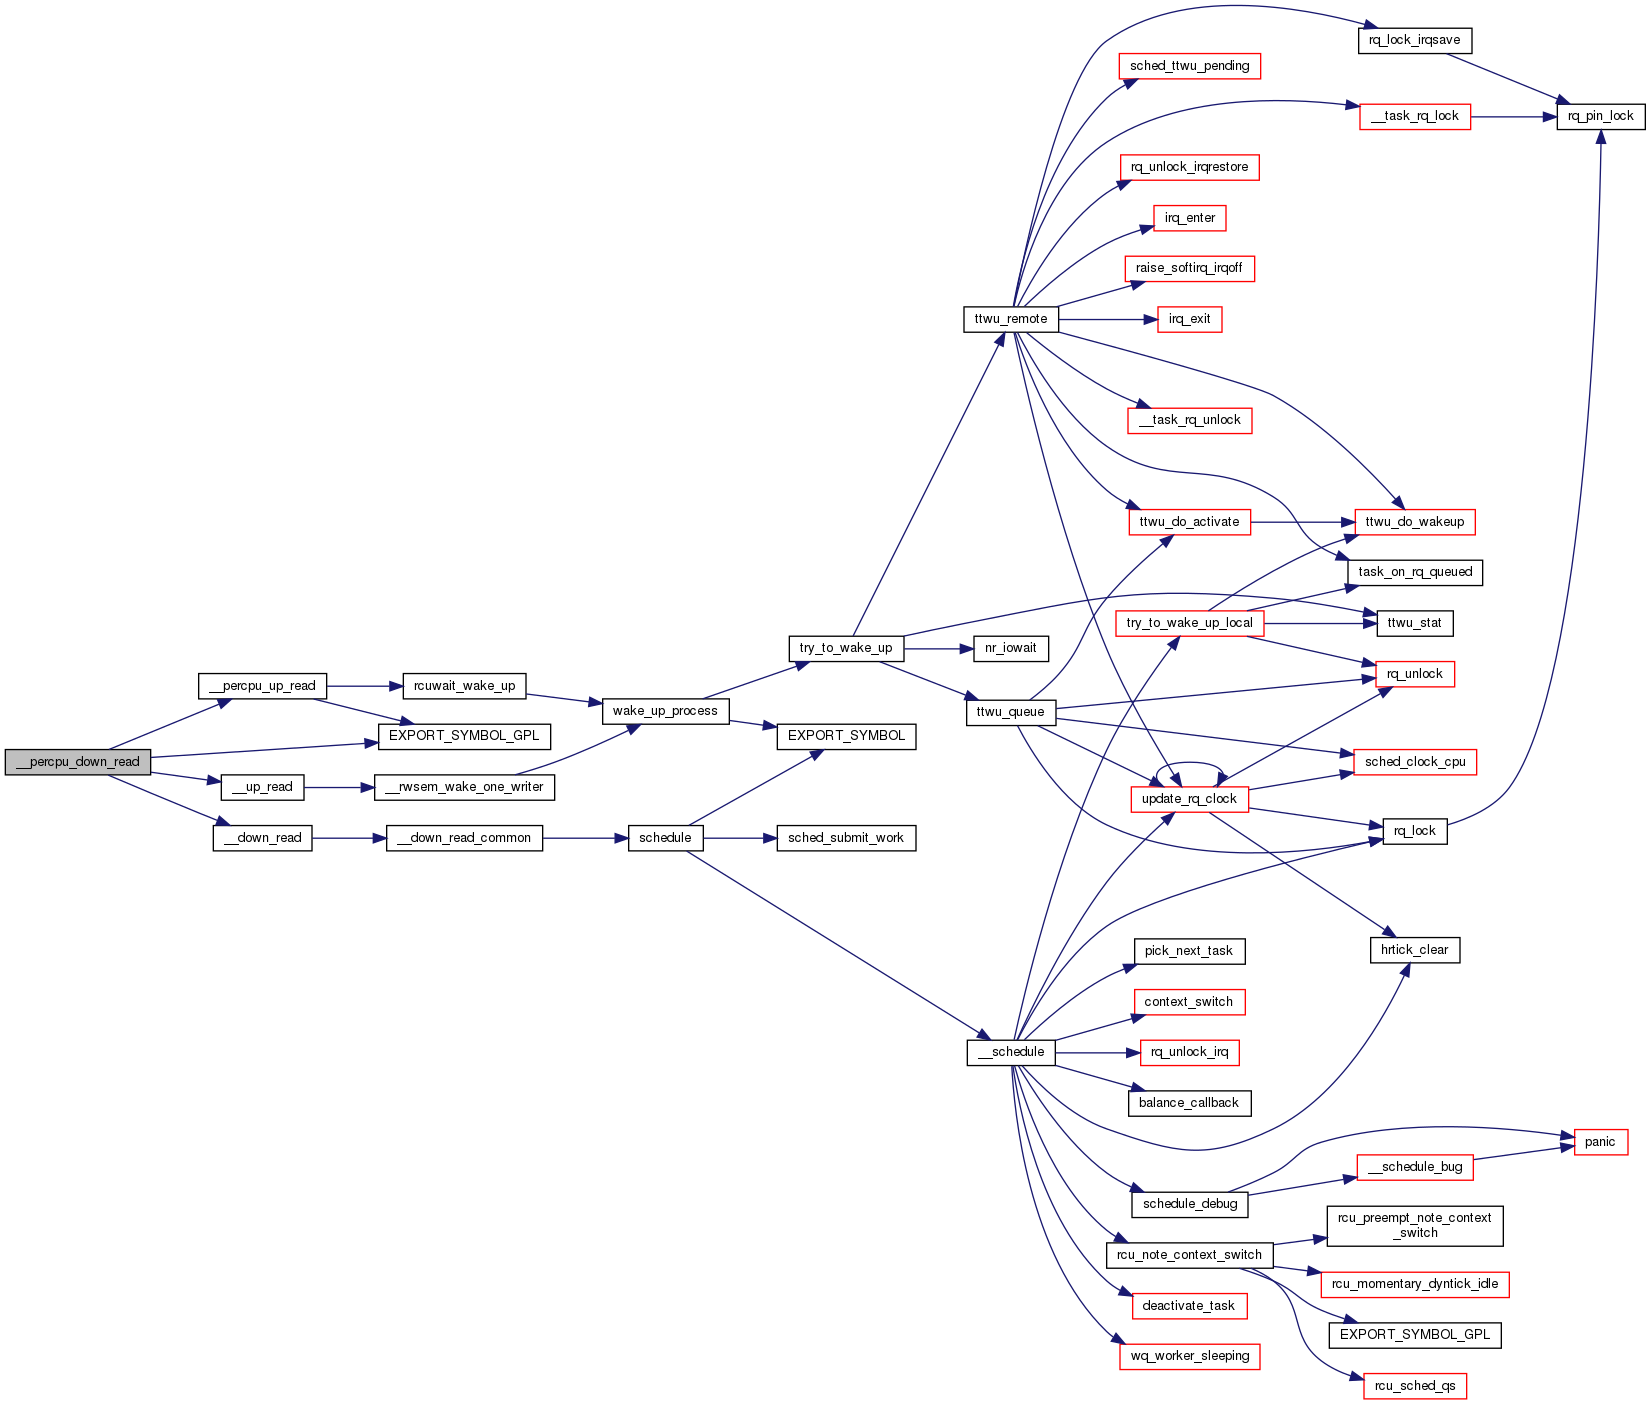 __percpu_down_read
__percpu_up_read
EXPORT_SYMBOL_GPL
__up_read
__down_read
rcuwait_wake_up
__rwsem_wake_one_writer
__down_read_common
wake_up_process
schedule
try_to_wake_up
EXPORT_SYMBOL
sched_submit_work
ttwu_remote
nr_iowait
ttwu_queue
__schedule
sched_ttwu_pending
rq_unlock_irqrestore
irq_enter
raise_softirq_irqoff
irq_exit
__task_rq_unlock
ttwu_do_activate
try_to_wake_up_local
update_rq_clock
pick_next_task
context_switch
rq_unlock_irq
balance_callback
schedule_debug
rcu_note_context_switch
deactivate_task
wq_worker_sleeping
rq_lock_irqsave
__task_rq_lock
ttwu_do_wakeup
task_on_rq_queued
ttwu_stat
rq_unlock
sched_clock_cpu
rq_lock
hrtick_clear
__schedule_bug
rcu_preempt_note_context
_switch
rcu_momentary_dyntick_idle
EXPORT_SYMBOL_GPL
rcu_sched_qs
rq_pin_lock
panic